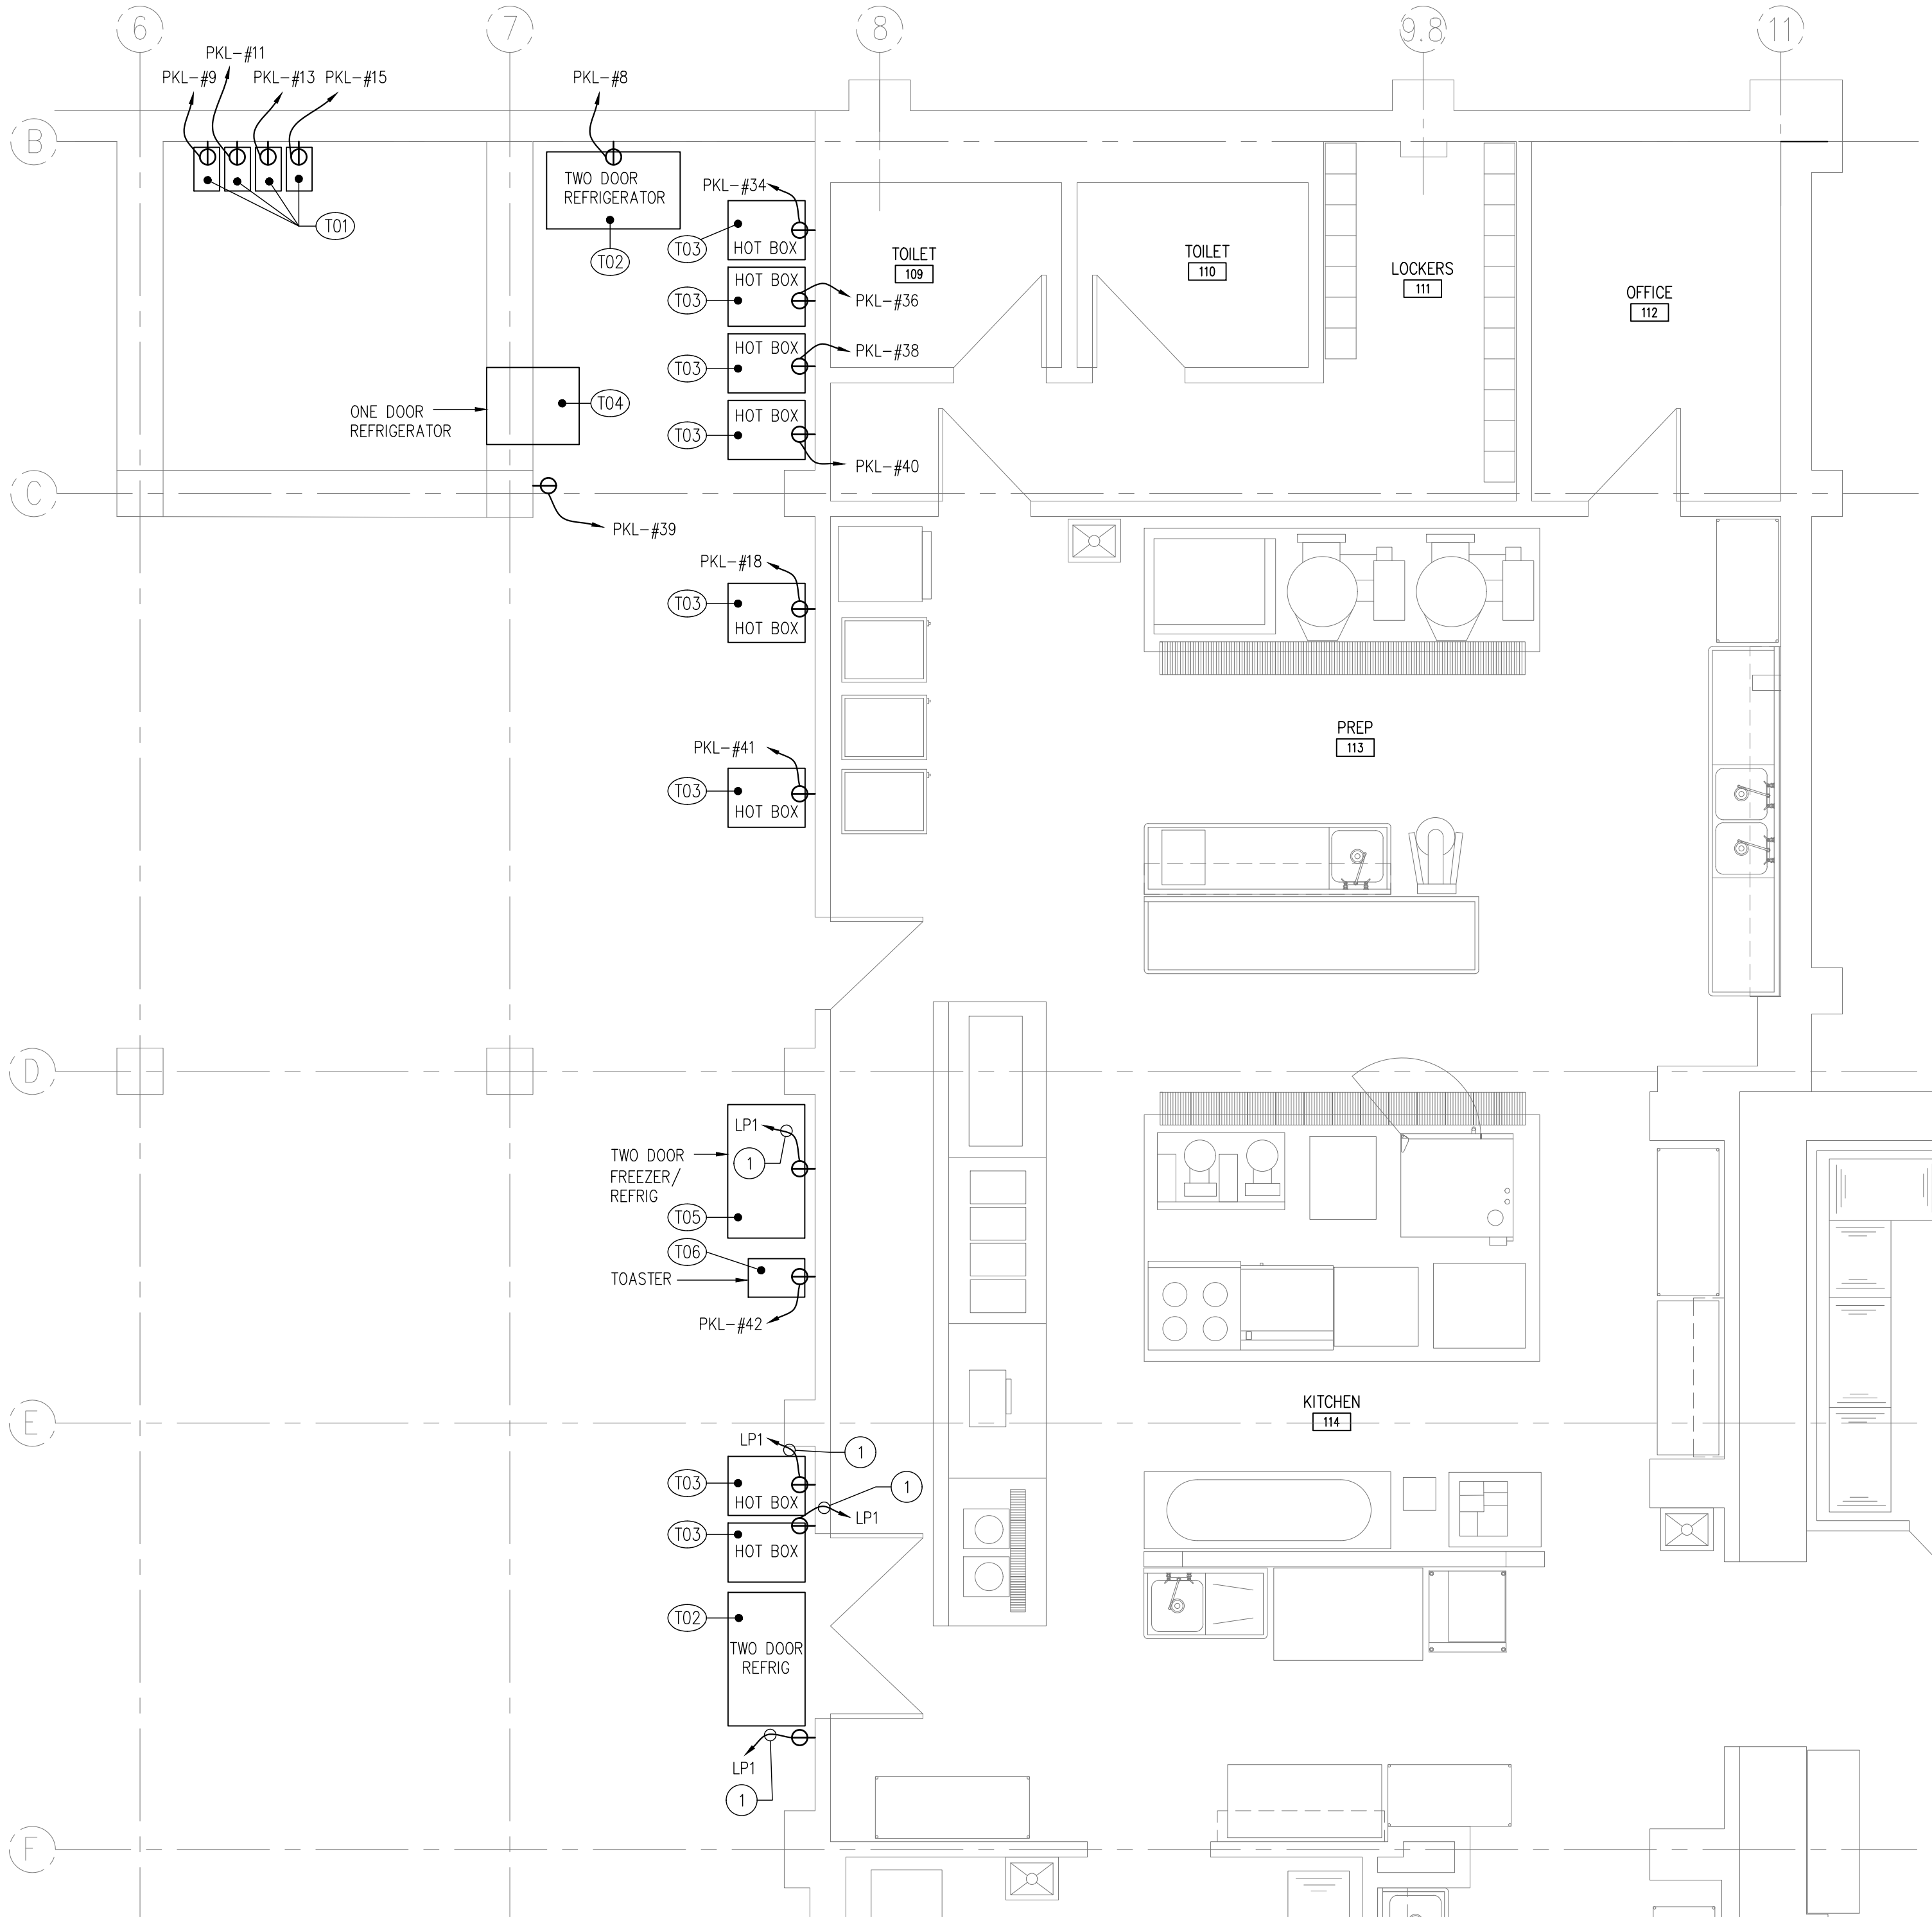 6
7
8
9.8
11
PKL-#11
PKL-#9
PKL-#13
PKL-#15
PKL-#8
B
T01
TWO DOOR
REFRIGERATOR
T02
PKL-#34
T03
HOT BOX
TOILET
109
TOILET
110
LOCKERS
111
OFFICE
112
HOT BOX
T03
PKL-#36
HOT BOX
T03
PKL-#38
ONE DOOR
REFRIGERATOR
T04
HOT BOX
T03
PKL-#40
C
PKL-#39
PKL-#18
T03
HOT BOX
PREP
113
PKL-#41
T03
HOT BOX
D
LP1
1
TWO DOOR
FREEZER/
REFRIG
T05
T06
TOASTER
PKL-#42
KITCHEN
114
E
LP1
1
T03
HOT BOX
1
LP1
T03
HOT BOX
T02
TWO DOOR
REFRIG
LP1
1
F